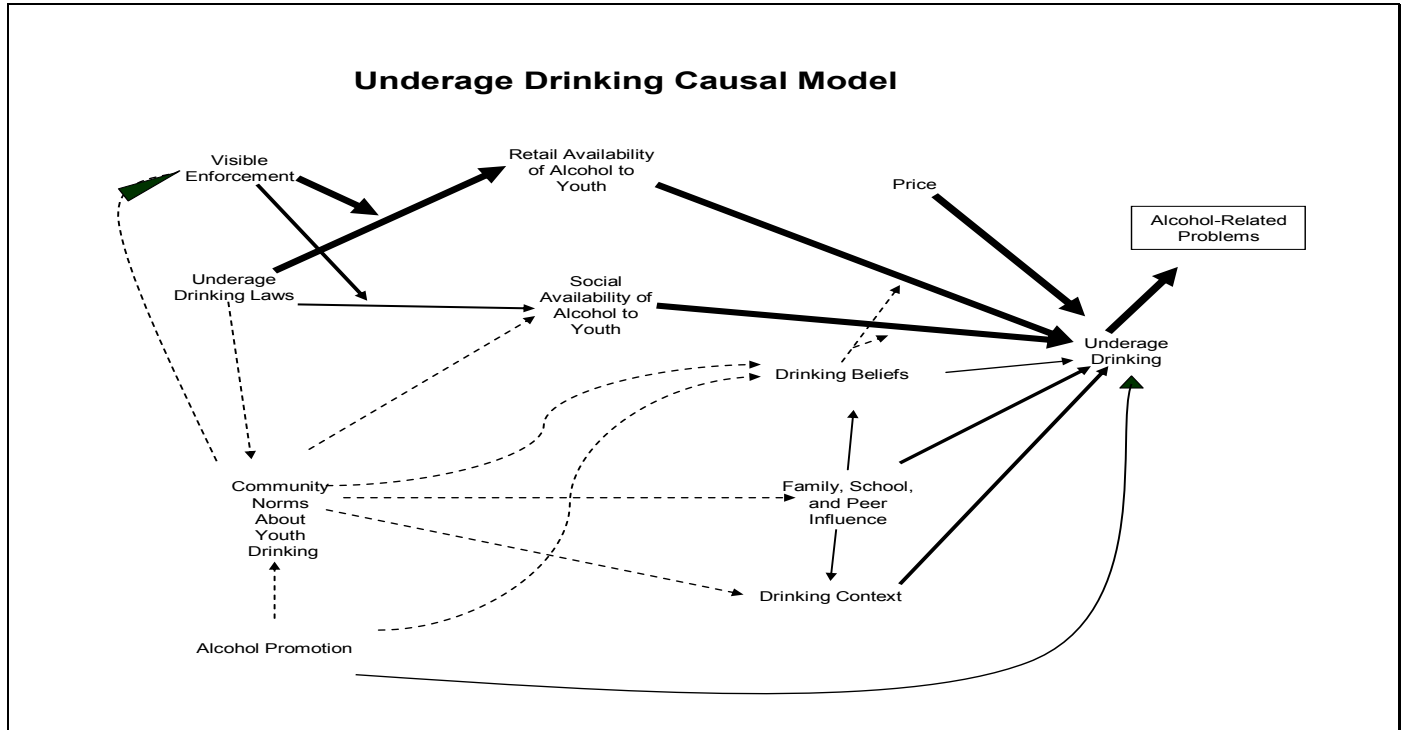 Underage Drinking Causal Model
Visible
Enforcement
Retail Availability
of Alcohol to
Youth
Price
Alcohol-Related
Problems
Underage
Drinking Laws
Social
Availability of
Alcohol to
Youth
Underage
Drinking
Drinking Beliefs
Community
Norms
About
Youth
Drinking
Family, School,
and Peer
Influence
Drinking Context
Alcohol Promotion